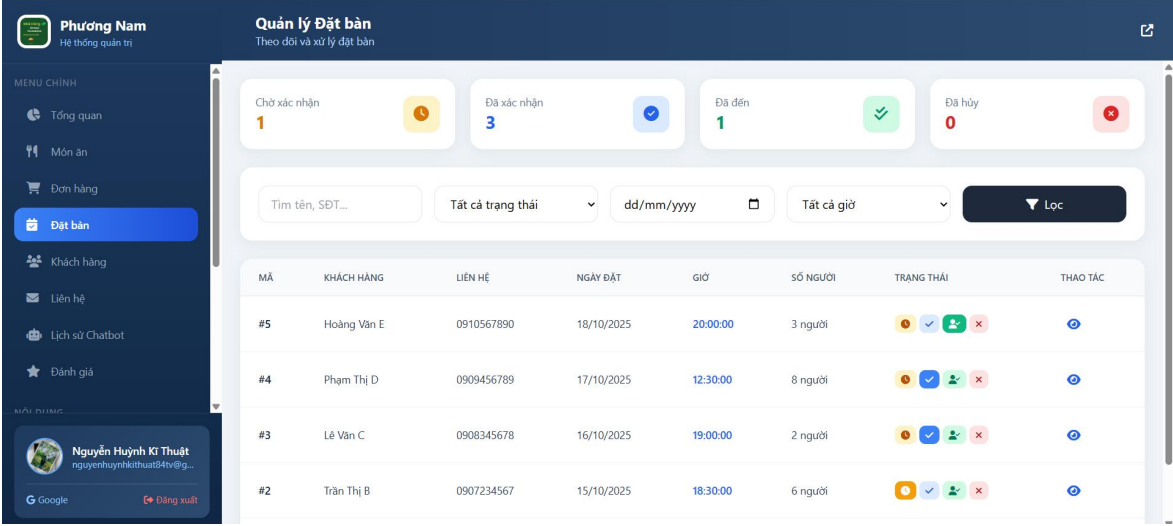 Phương Nam
Hệ thống quản trị
Quản lý Đặt bàn
Theo dõi và xử lý đặt bàn
MENU CHÍNH
Tổng quan
Món ăn
Đơn hàng
Đặt bàn
Khách hàng
Liên hệ
Lịch sử Chatbot
Đánh giá
NỘI DUNG
Nguyễn Huỳnh Kĩ Thuật
nguyenhuynhkithuat84tv@g...
Google Đăng xuất
Chờ xác nhận
1
Đã xác nhận
3
Đã đến
1
Đã hủy
0
Tìm tên, SĐT... Tất cả trạng thái dd/mm/yyyy Tất cả giờ Lọc
MÃ KHÁCH HÀNG LIÊN HỆ NGÀY ĐẶT GIỜ SỐ NGƯỜI TRẠNG THÁI THAO TÁC
#5 Hoàng Văn E 0910567890 18/10/2025 20:00:00 3 người
#4 Phạm Thị D 0909456789 17/10/2025 12:30:00 8 người
#3 Lê Văn C 0908345678 16/10/2025 19:00:00 2 người
#2 Trần Thị B 0907234567 15/10/2025 18:30:00 6 người